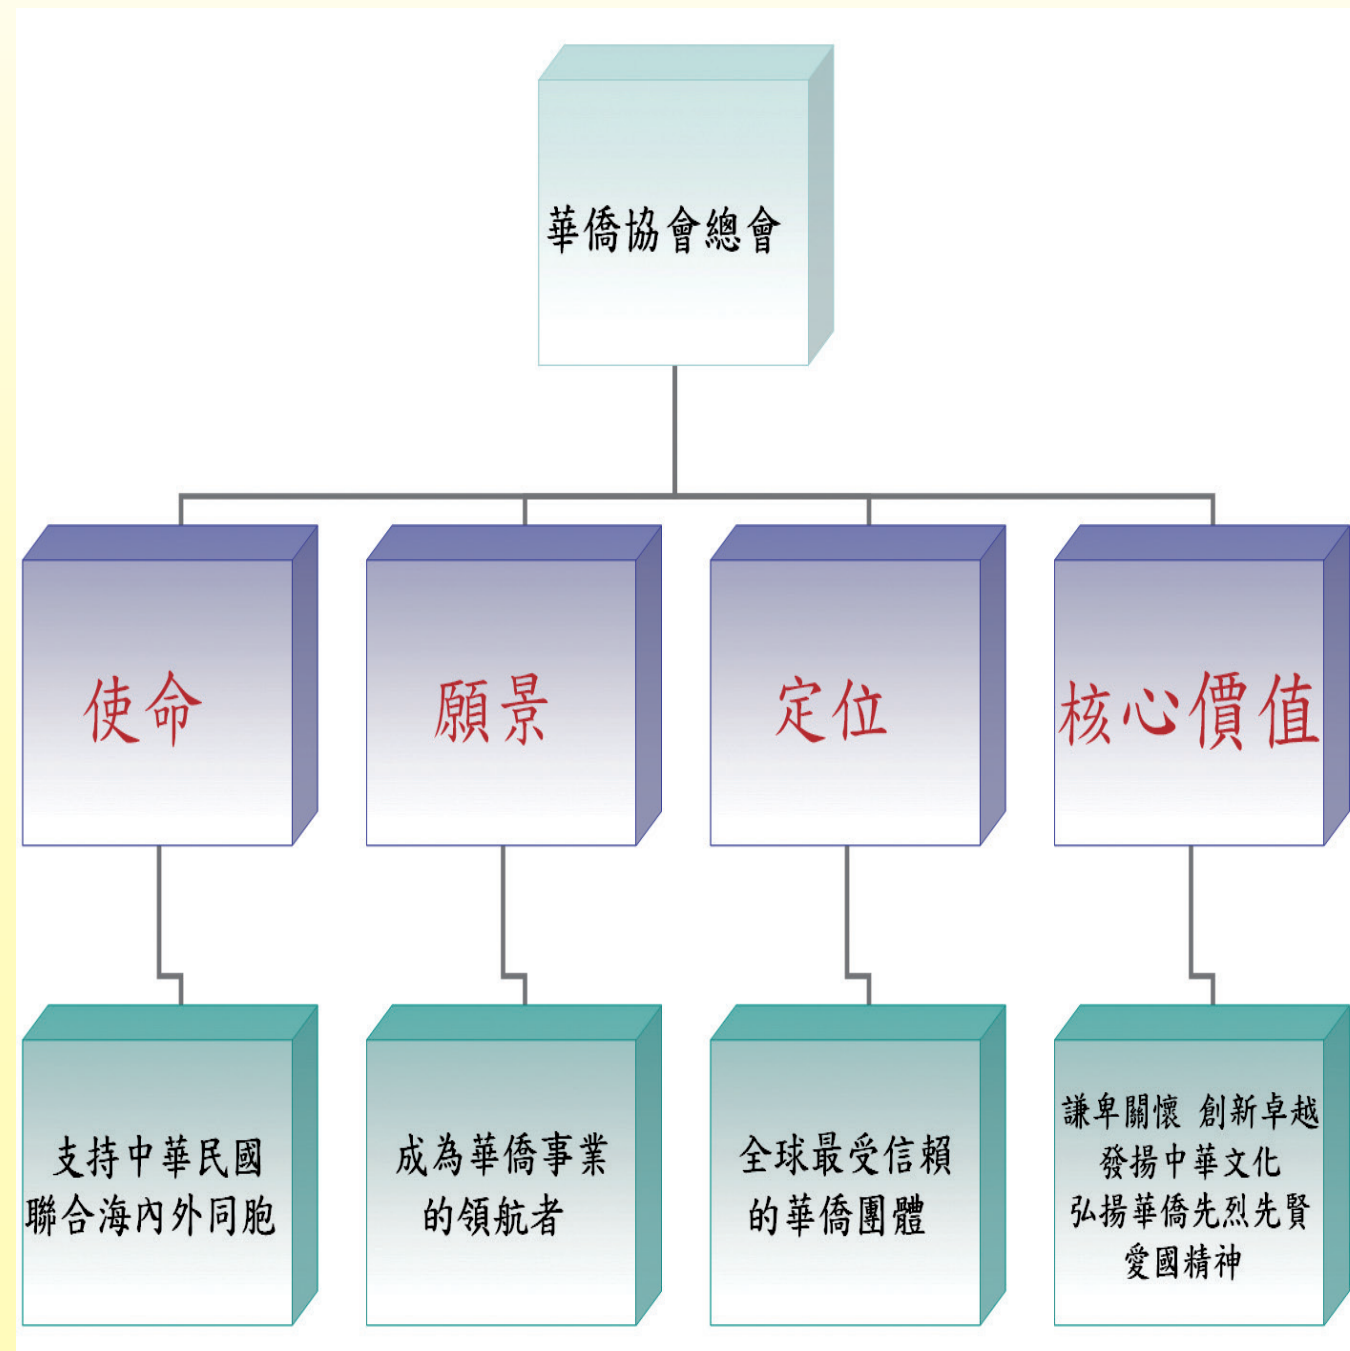 華僑協會總會
使命
願景
定位
核心價值
支持中華民國
聯合海內外同胞
成為華僑事業
的領航者
全球最受信賴
的華僑團體
謙卑關懷 創新卓越
發揚中華文化
弘揚華僑先烈先賢
愛國精神